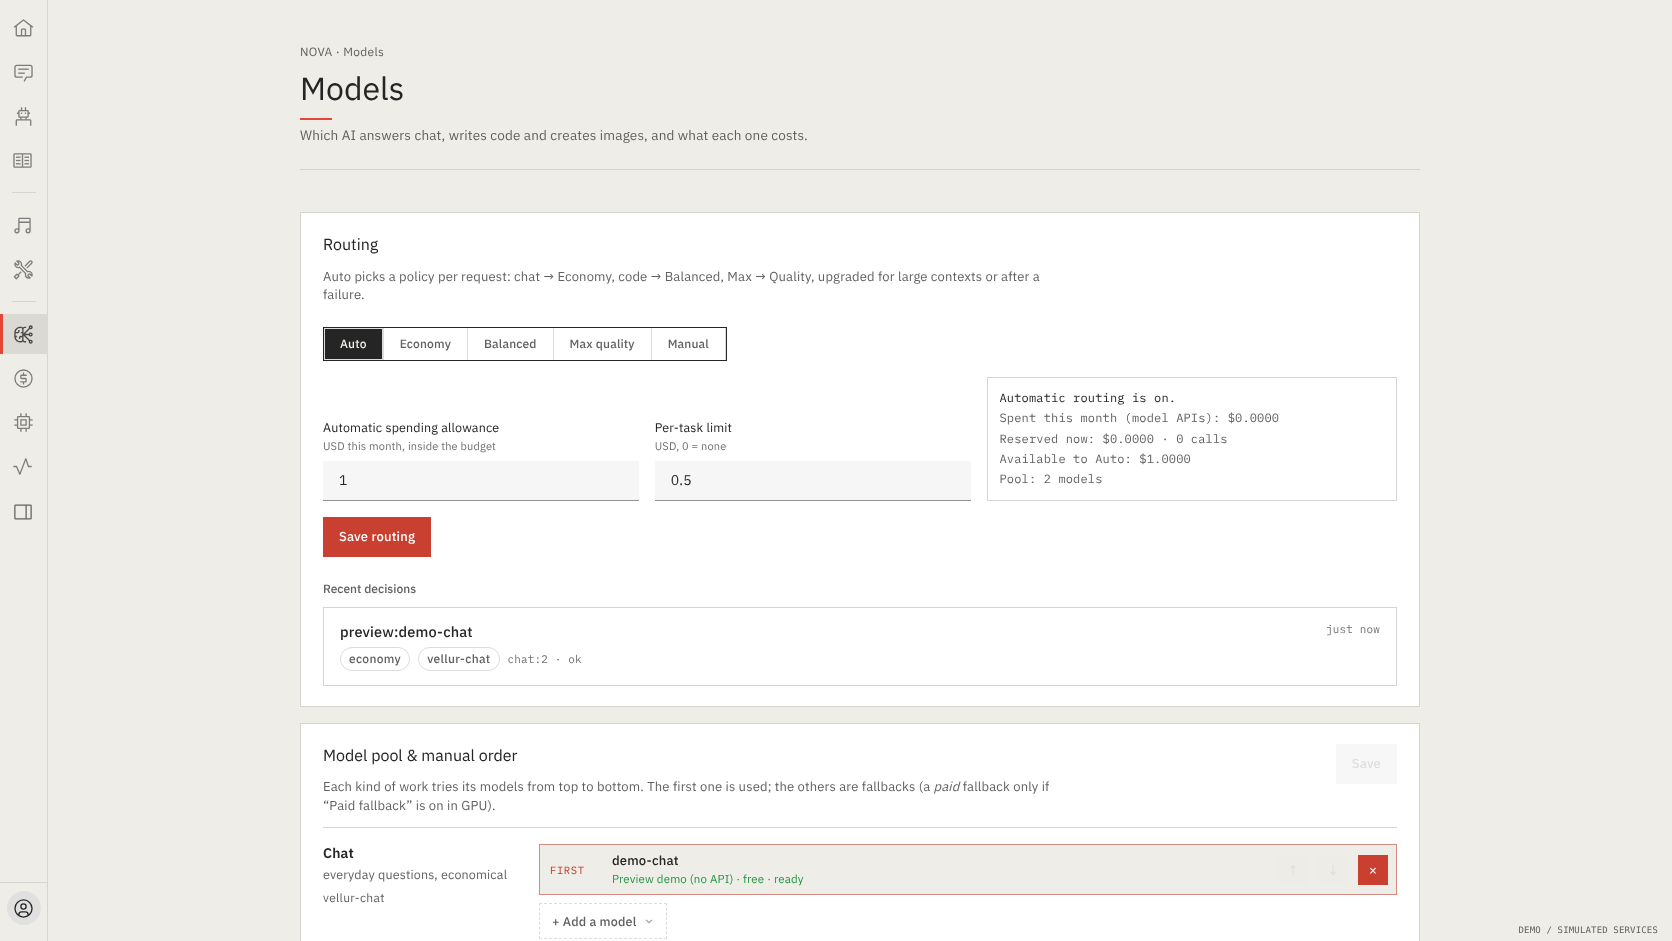 NOVA · Models
Models
Which AI answers chat, writes code and creates images, and what each one costs.
Routing
Auto picks a policy per request: chat → Economy, code → Balanced, Max → Quality, upgraded for large contexts or after a
failure.
Auto
Economy
Balanced
Max quality
Manual
Automatic spending allowance
USD this month, inside the budget
1
Per-task limit
USD, 0 = none
0.5
Automatic routing is on.
Spent this month (model APIs): $0.0000
Reserved now: $0.0000 · 0 calls
Available to Auto: $1.0000
Pool: 2 models
Save routing
Recent decisions
preview:demo-chat
just now
economy
vellur-chat
chat:2 · ok
Model pool & manual order
Save
Each kind of work tries its models from top to bottom. The first one is used; the others are fallbacks (a paid fallback only if
“Paid fallback” is on in GPU).
Chat
everyday questions, economical
vellur-chat
FIRST
demo-chat
Preview demo (no API) · free · ready
↑
↓
×
+ Add a model
DEMO / SIMULATED SERVICES